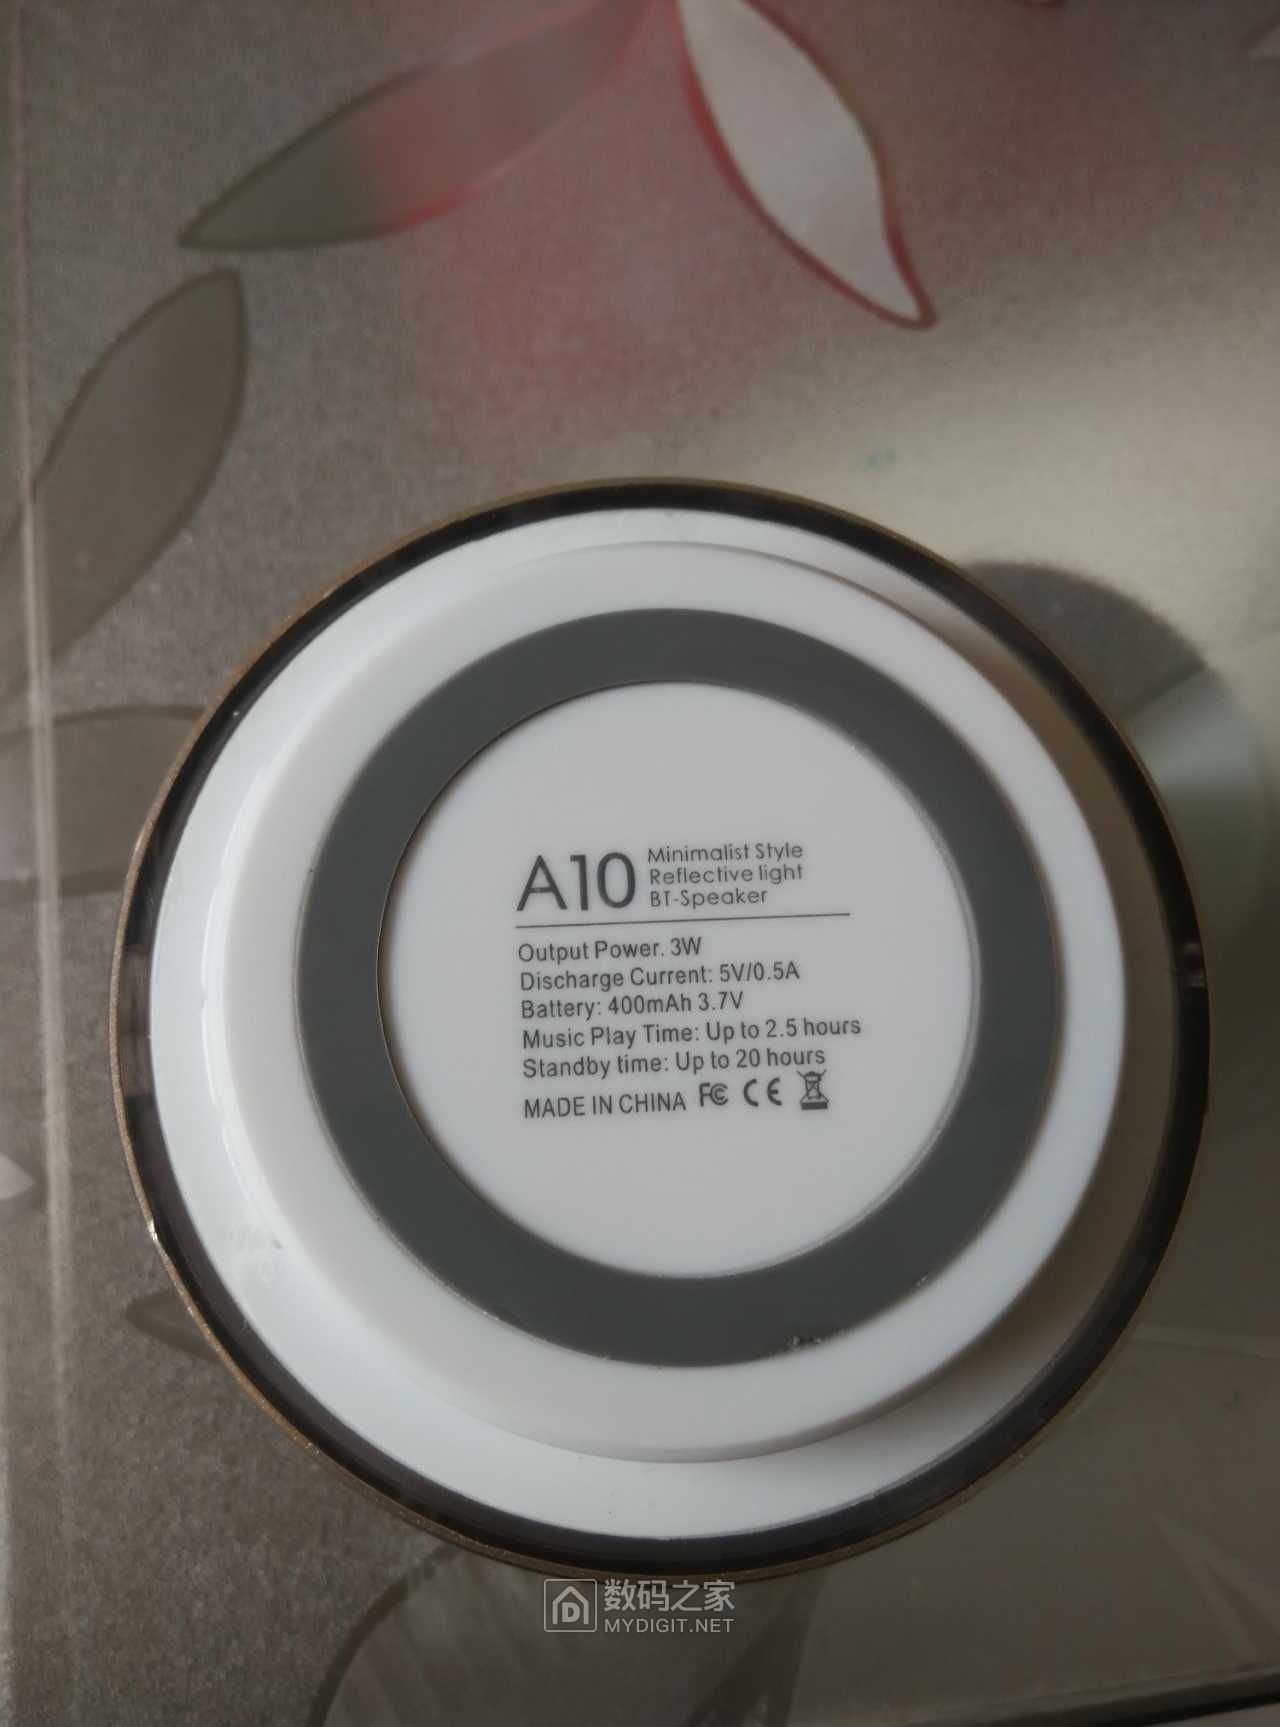 A10
Minimalist Style
Reflective light
BT-Speaker
Output Power. 3W
Discharge Current: 5V/0.5A
Battery: 400mAh 3.7V
Music Play Time: Up to 2.5 hours
Standby time: Up to 20 hours
MADE IN CHINA FC CE
数码之家
MYDIGIT.NET